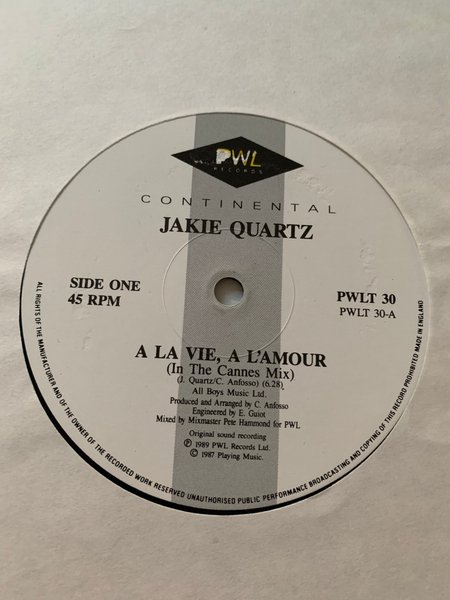 PWL
RECORDS
CONTINENTAL
JAKIE QUARTZ
SIDE ONE
45 RPM
PWLT 30
PWLT 30-A
A LA VIE, A L'AMOUR
(In The Cannes Mix)
(J. Quartz/C. Anfosso) (6.28)
All Boys Music Ltd.
Produced and Arranged by C. Anfosso
Engineered by E. Guiot
Mixed by Mixmaster Pete Hammond for PWL
Original sound recording
℗ 1989 PWL Records Ltd.
© 1987 Playing Music.
ALL RIGHTS OF THE MANUFACTURER AND OF THE OWNER OF THE RECORDED WORK RESERVED UNAUTHORISED PUBLIC PERFORMANCE BROADCASTING AND COPYING OF THIS RECORD PROHIBITED MADE IN ENGLAND